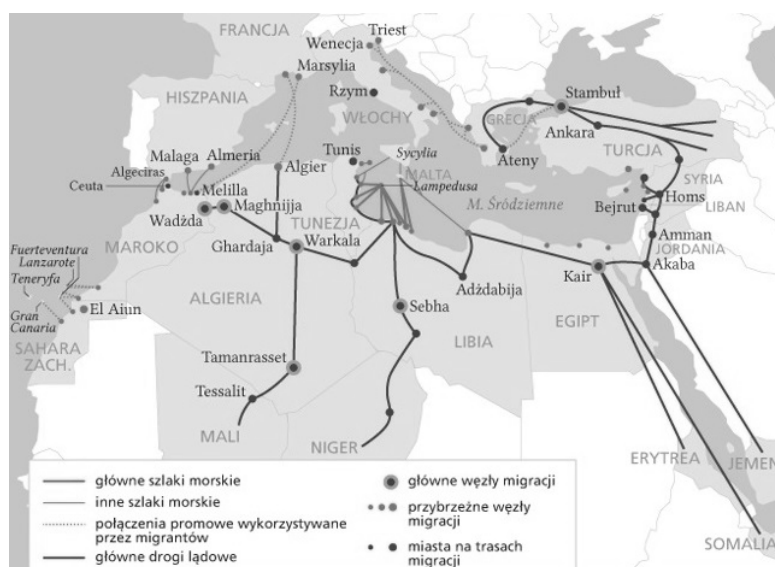 FRANCJA
Triest
Wenecja
Marsylia
HISZPANIA
Rzym
WŁOCHY
Stambuł
GRECJA
Ankara
Ateny
TURCJA
Malaga
Almeria
Algeciras
Ceuta
Melilla
Algier
Tunis
Sycylia
MALTA
Lampedusa
SYRIA
Homs
LIBAN
Bejrut
M. Śródziemne
Wadżda
Maghnijja
TUNEZJA
Amman
JORDANIA
MAROKO
Ghardaja
Warkala
Akaba
Fuerteventura
Lanzarote
Teneryfa
Kair
Adżdabija
Gran
Canaria
El Aiun
ALGIERIA
Sebha
LIBIA
EGIPT
SAHARA
ZACH.
Tamanrasset
Tessalit
MALI
NIGER
ERYTREA
JEMEN
SOMALIA
główne szlaki morskie
inne szlaki morskie
połączenia promowe wykorzystywane
przez migrantów
główne drogi lądowe
główne węzły migracji
przybrzeżne węzły
migracji
miasta na trasach
migracji